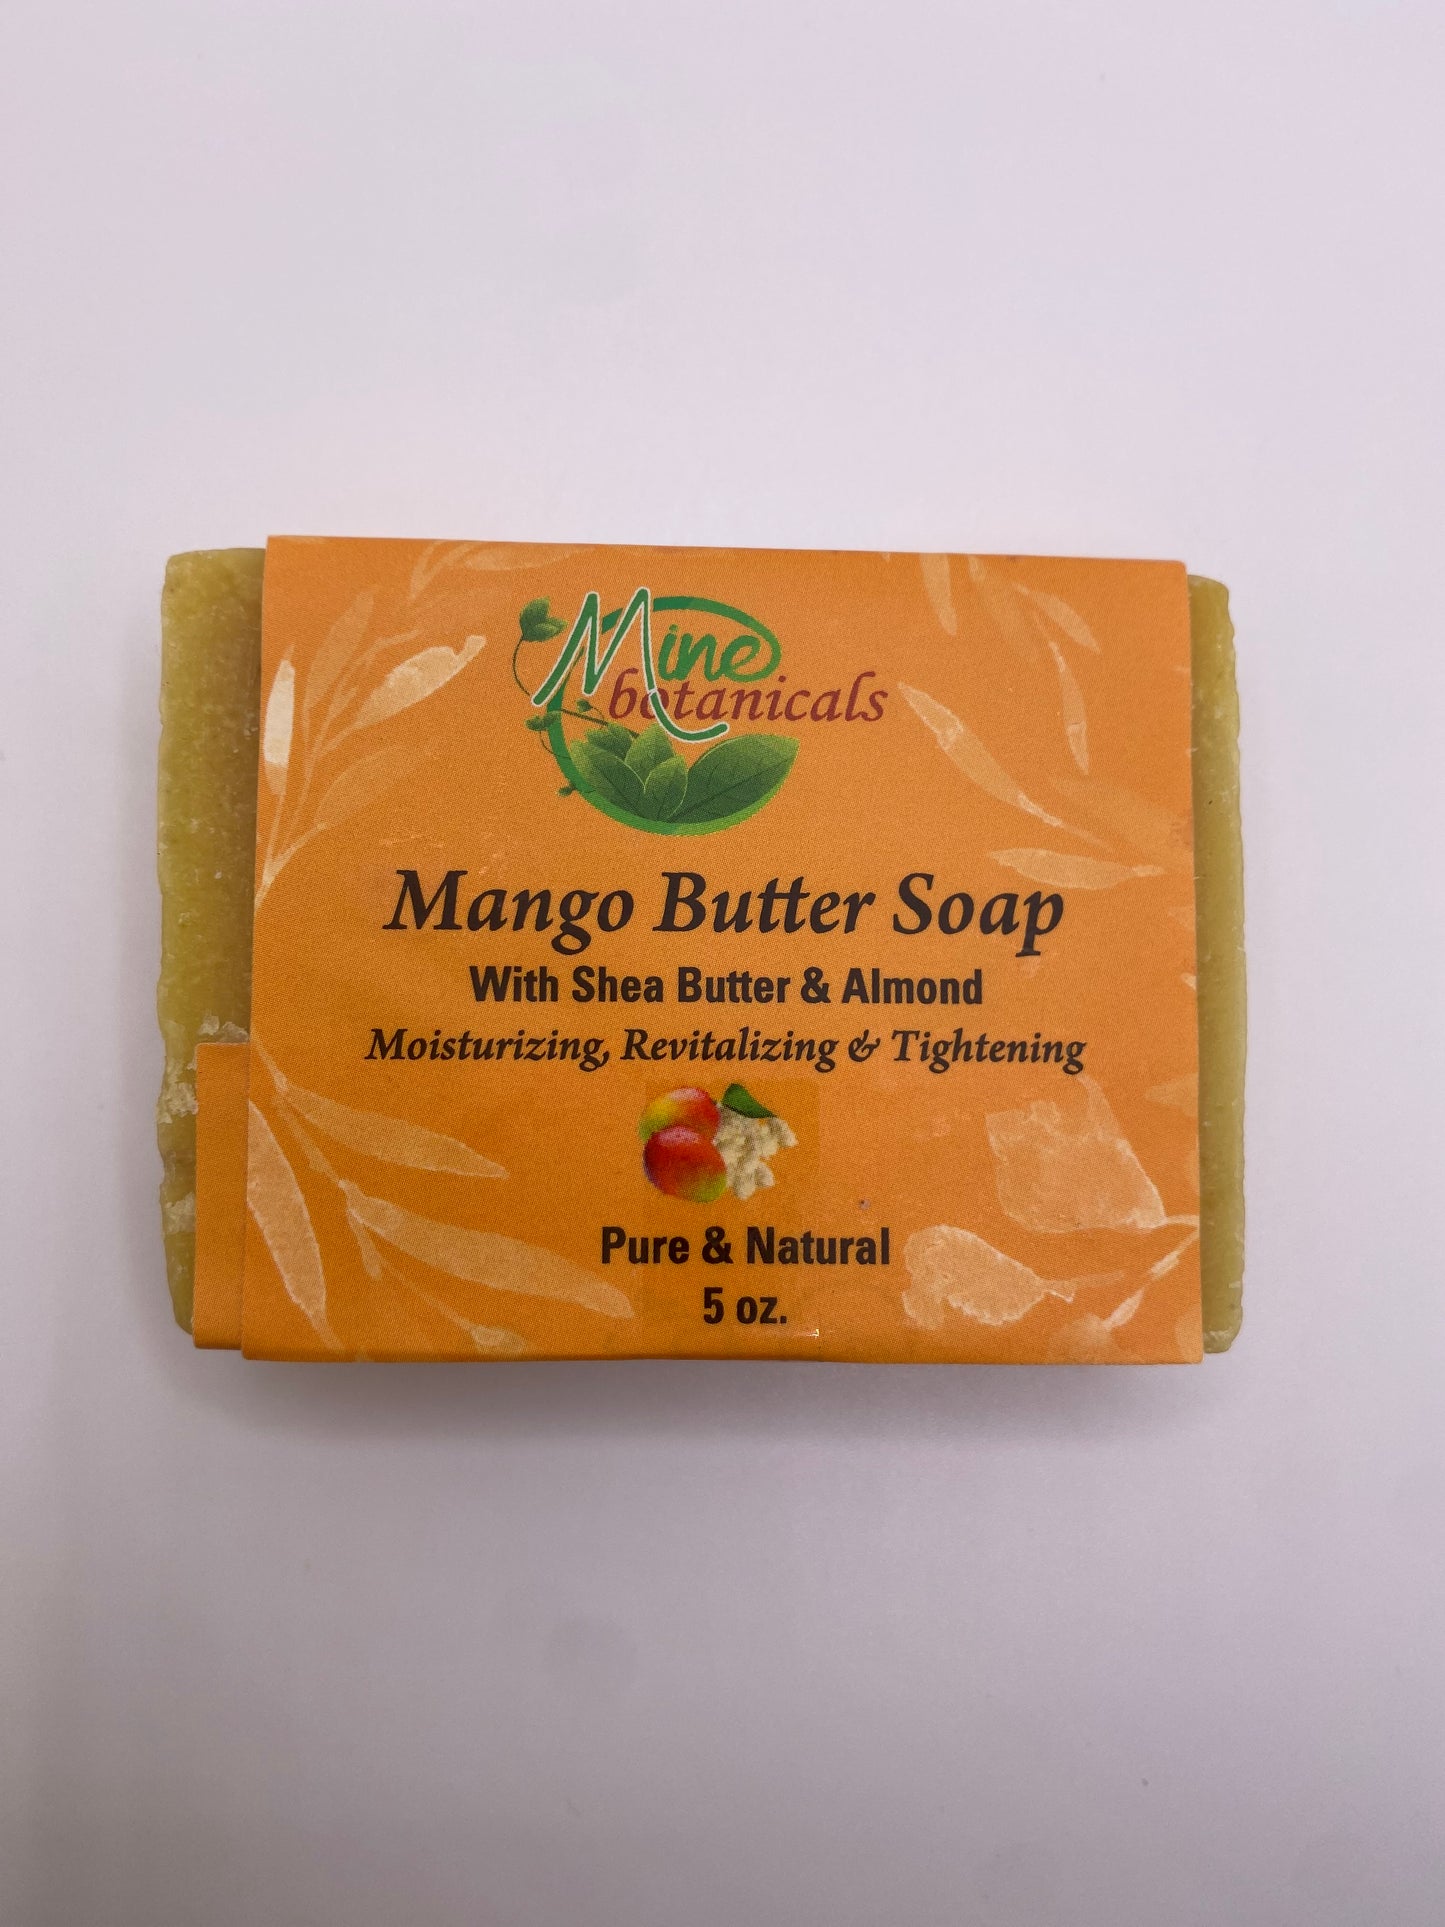 Mine
botanicals
Mango Butter Soap
With Shea Butter & Almond
Moisturizing, Revitalizing & Tightening
Pure & Natural
5 oz.